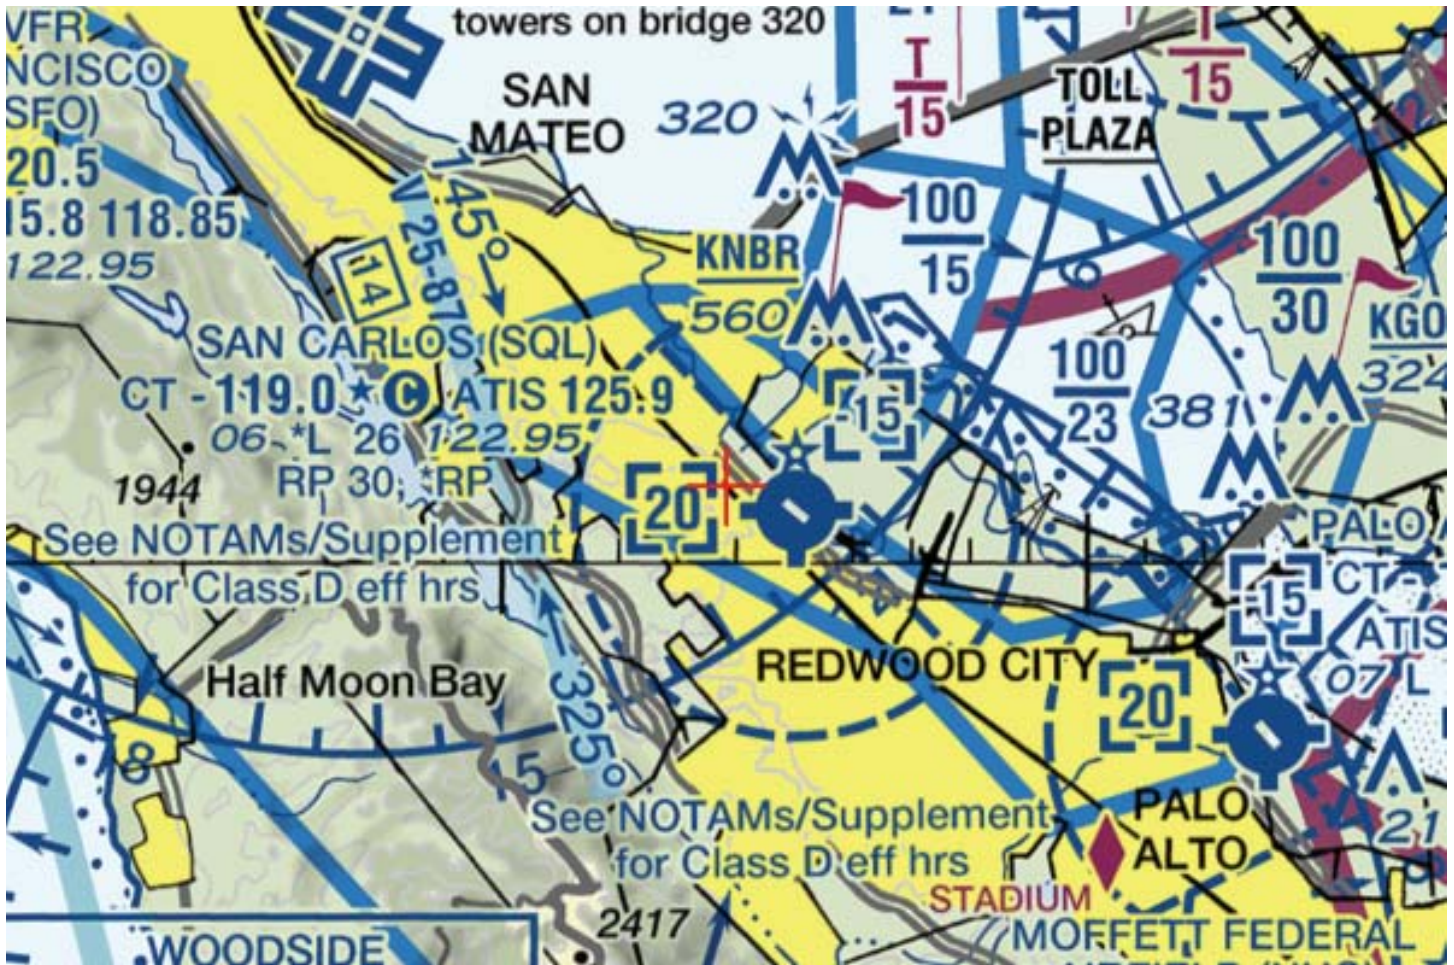 VFR
NCISCO
SFO)
20.5
15.8 118.85
122.95
towers on bridge 320
SAN
MATEO
320
T
15
TOLL
PLAZA
T
15
145°
V 25-87
14
KNBR
560
100
15
100
30
KGO
324
SAN CARLOS (SQL)
CT - 119.0 ★ C ATIS 125.9
06 *L 26 122.95
RP 30, *RP
See NOTAMs/Supplement
for Class D eff hrs
1944
-15
100
23
381
20
PALO A
CT -
ATIS
07 L
-15
Half Moon Bay
REDWOOD CITY
325°
20
8
15
See NOTAMs/Supplement
for Class D eff hrs
PALO
ALTO
21
STADIUM
2417
WOODSIDE
MOFFETT FEDERAL